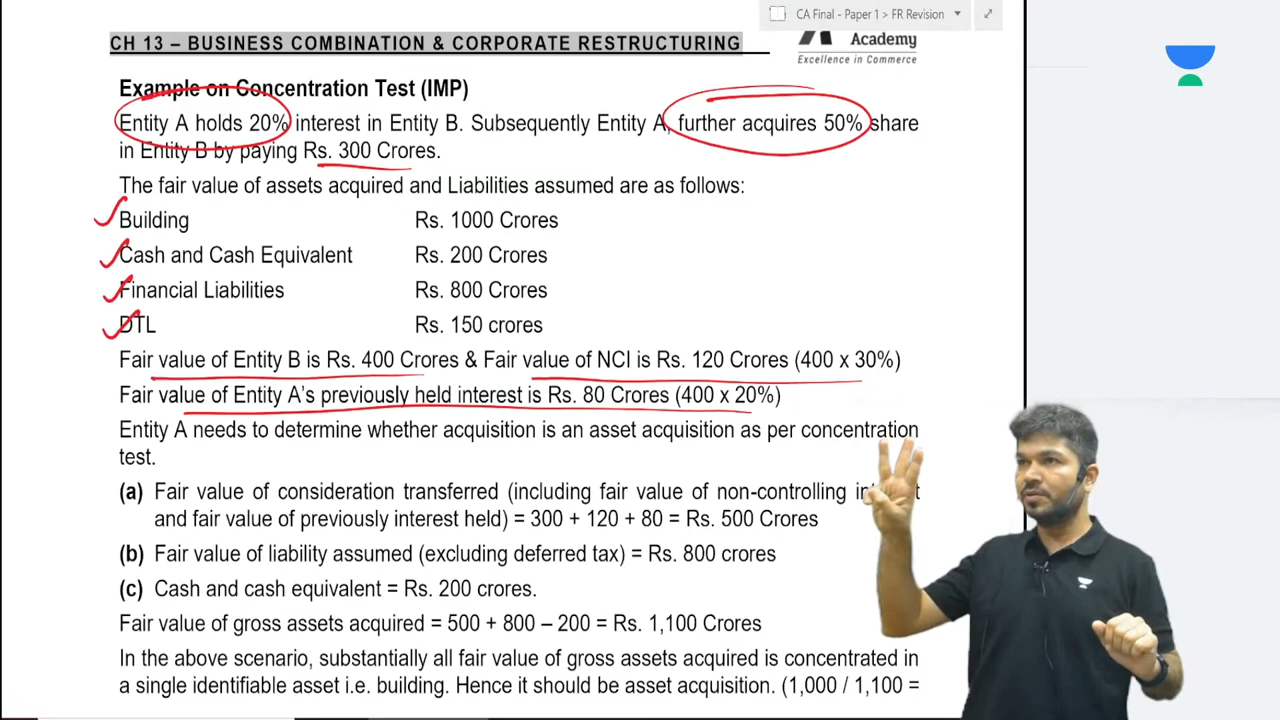 CA Final - Paper 1 > FR Revision
CH 13 – BUSINESS COMBINATION & CORPORATE RESTRUCTURING
Academy
Excellence in Commerce
Example on Concentration Test (IMP)
Entity A holds 20% interest in Entity B. Subsequently Entity A, further acquires 50% share
in Entity B by paying Rs. 300 Crores.
The fair value of assets acquired and Liabilities assumed are as follows:
Building Rs. 1000 Crores
Cash and Cash Equivalent Rs. 200 Crores
Financial Liabilities Rs. 800 Crores
DTL Rs. 150 crores
Fair value of Entity B is Rs. 400 Crores & Fair value of NCI is Rs. 120 Crores (400 x 30%)
Fair value of Entity A's previously held interest is Rs. 80 Crores (400 x 20%)
Entity A needs to determine whether acquisition is an asset acquisition as per concentration
test.
(a) Fair value of consideration transferred (including fair value of non-controlling
and fair value of previously interest held) = 300 + 120 + 80 = Rs. 500 Crores
(b) Fair value of liability assumed (excluding deferred tax) = Rs. 800 crores
(c) Cash and cash equivalent = Rs. 200 crores.
Fair value of gross assets acquired = 500 + 800 – 200 = Rs. 1,100 Crores
In the above scenario, substantially all fair value of gross assets acquired is concentrated in
a single identifiable asset i.e. building. Hence it should be asset acquisition. (1,000 / 1,100 =